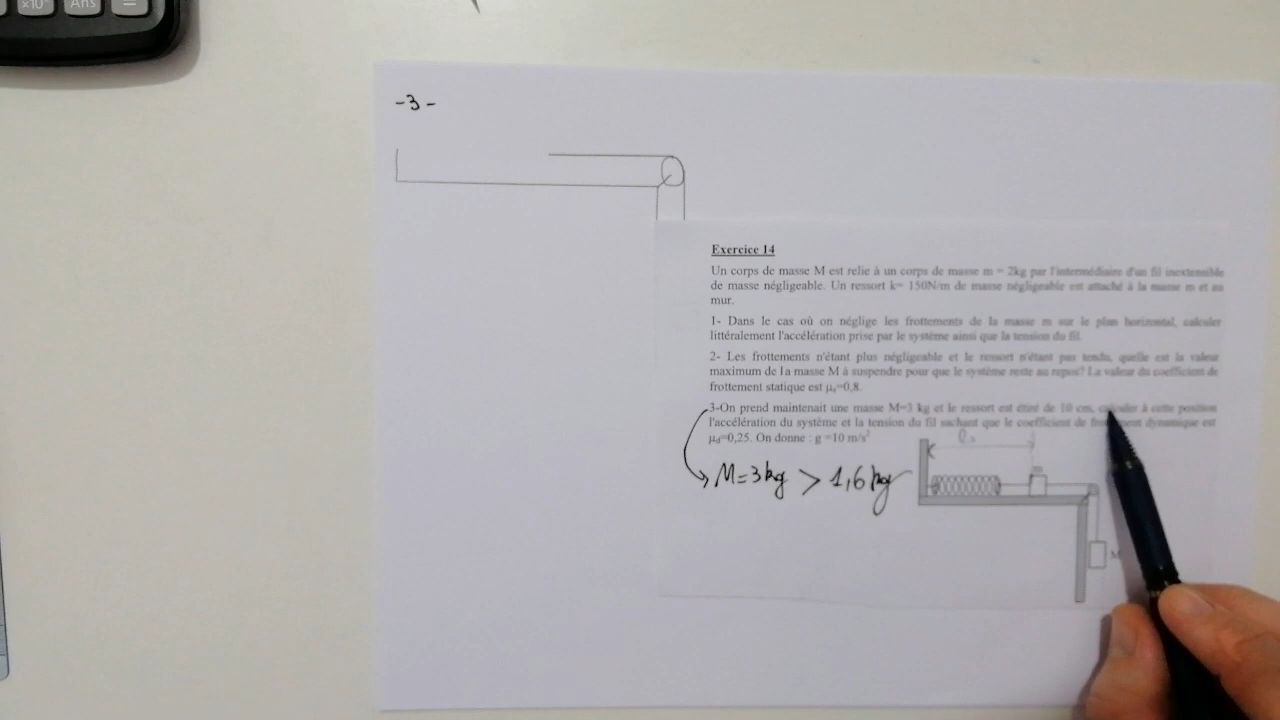 ×10ˣ Ans =
-3-
Exercice 14
Un corps de masse M est relie à un corps de masse m = 2kg par l'intermédiaire d'un fil inextensible
de masse négligeable. Un ressort k= 150N/m de masse négligeable est attaché à la masse m et au
mur.
1- Dans le cas où on néglige les frottements de la masse m sur le plan horizontal, calculer
littéralement l'accélération prise par le système ainsi que la tension du fil.
2- Les frottements n'étant plus négligeable et le ressort n'étant pas tendu, quelle est la valeur
maximum de la masse M à suspendre pour que le système reste au repos? La valeur du coefficient de
frottement statique est μₛ=0,8.
3-On prend maintenait une masse M=3 kg et le ressort est étiré de 10 cm, calculer à cette position
l'accélération du système et la tension du fil sachant que le coefficient de frottement dynamique est
μd=0,25. On donne : g =10 m/s²
M=3kg > 1,6kg
m
M